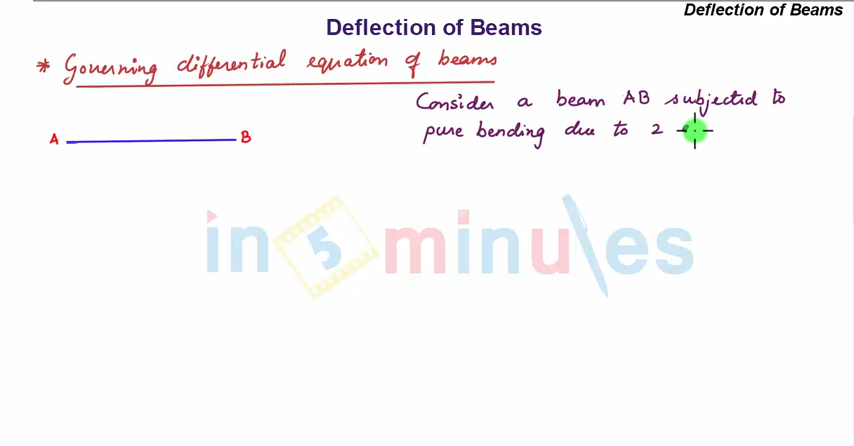 Deflection of Beams
Deflection of Beams
* Governing differential equation of beams
Consider a beam AB subjected to
pure bending due to 2
A B
in 5 minutes